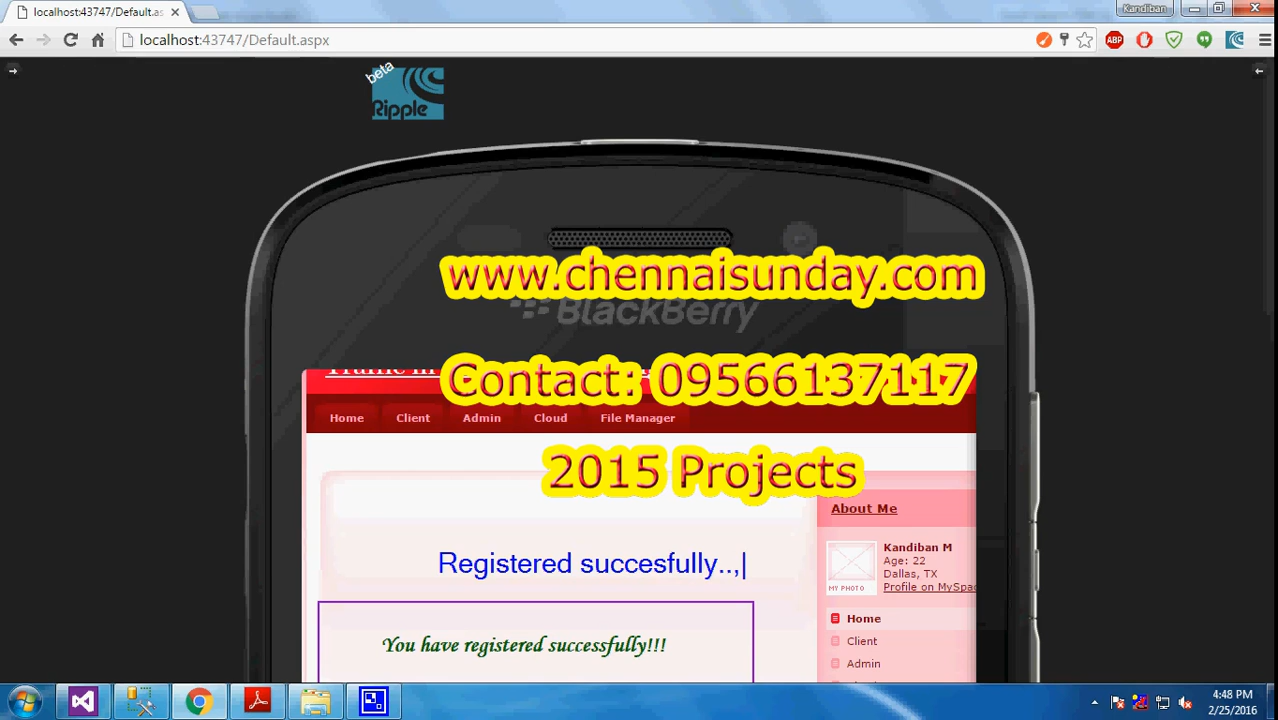 localhost:43747/Default.as
Kandiban
localhost:43747/Default.aspx
ABP
beta
Ripple
www.chennaisunday.com
BlackBerry
Contact: 09566137117
Home
Client
Admin
Cloud
File Manager
2015 Projects
About Me
Registered succesfully..,|
Kandiban M
Age: 22
Dallas, TX
Profile on MySpac
MY PHOTO
You have registered successfully!!!
Home
Client
Admin
4:48 PM
2/25/2016